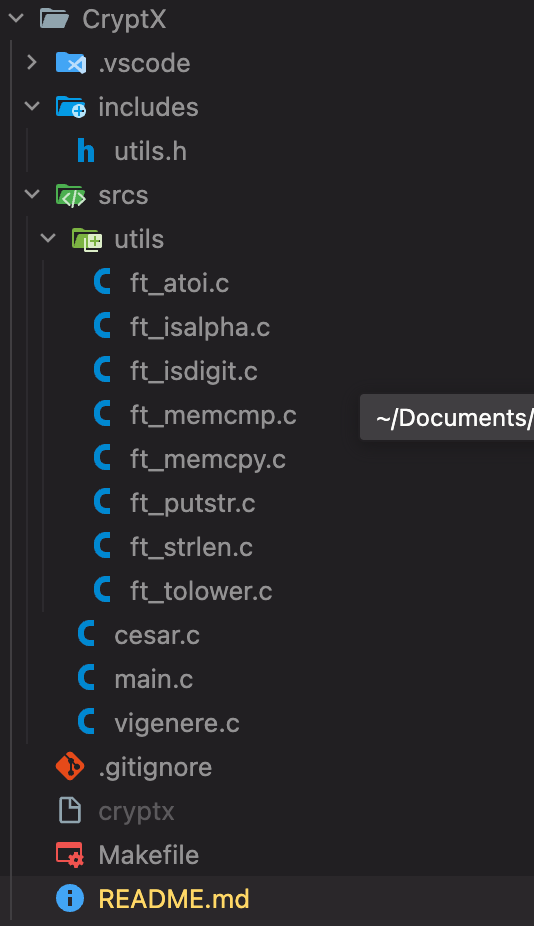 CryptX
.vscode
includes
utils.h
srcs
utils
ft_atoi.c
ft_isalpha.c
ft_isdigit.c
ft_memcmp.c
~/Documents/
ft_memcpy.c
ft_putstr.c
ft_strlen.c
ft_tolower.c
cesar.c
main.c
vigenere.c
.gitignore
cryptx
Makefile
README.md